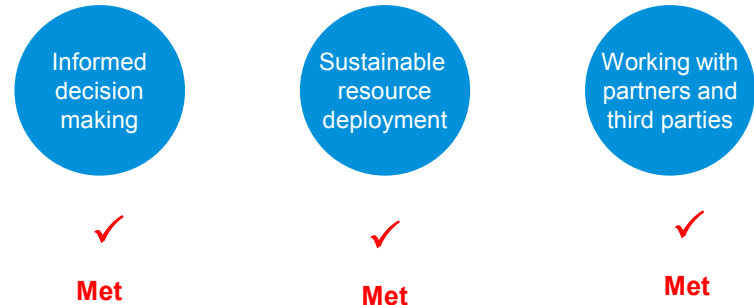 Informed
decision
making
Sustainable
resource
deployment
Working with
partners and
third parties
Met
Met
Met